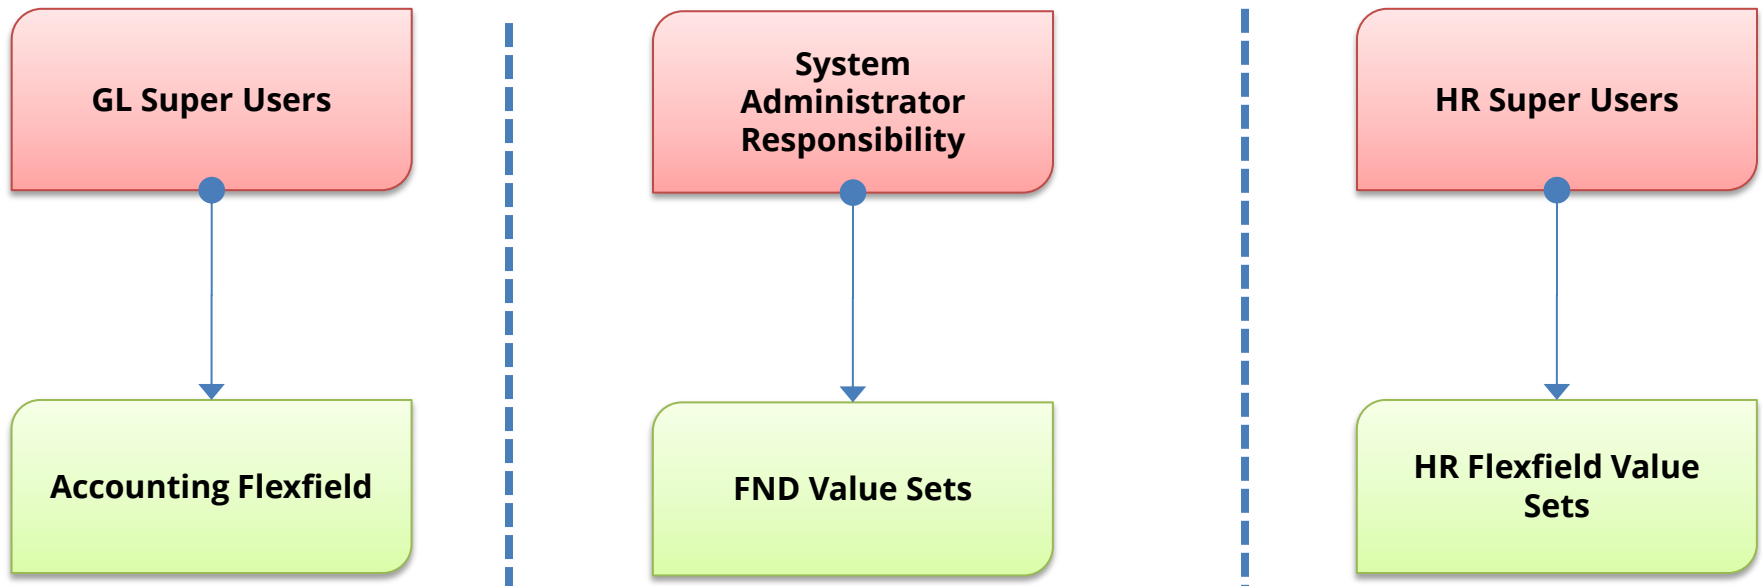 GL Super Users
System
Administrator
Responsibility
HR Super Users
Accounting Flexfield
FND Value Sets
HR Flexfield Value
Sets